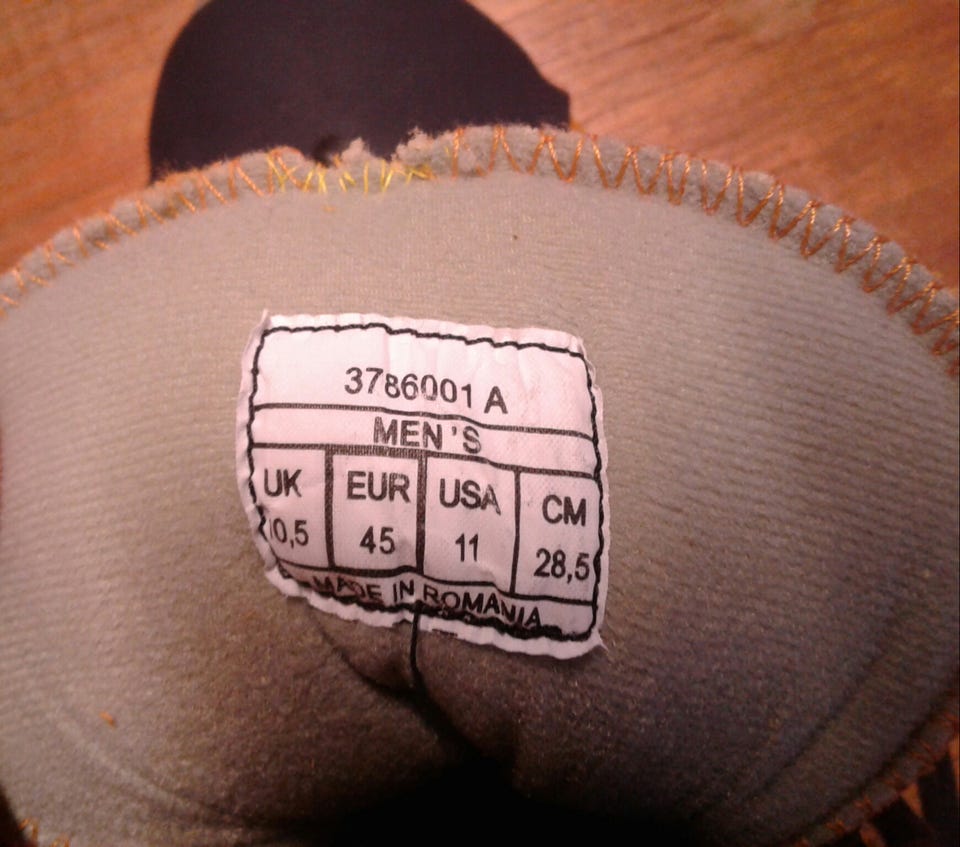 3786001 A
MEN'S
UK EUR USA CM
10,5 45 11 28,5
MADE IN ROMANIA